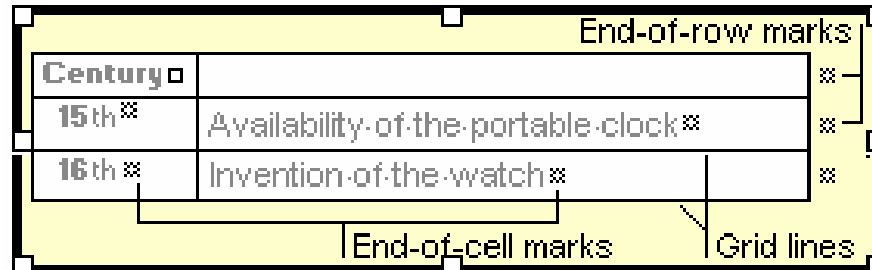 End-of-row marks
Century
15th Availability·of·the·portable·clock
16th Invention·of·the·watch
End-of-cell marks Grid lines